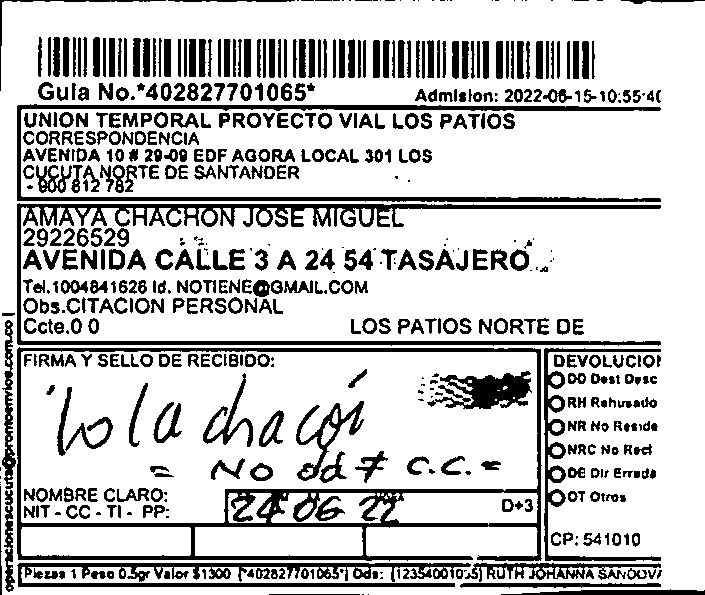 Guia No.*402827701065*
Admision: 2022-06-15-10:55:40
UNION TEMPORAL PROYECTO VIAL LOS PATIOS
CORRESPONDENCIA
AVENIDA 10 # 29-09 EDF AGORA LOCAL 301 LOS
CUCUTA NORTE DE SANTANDER
- 900 812 782
AMAYA CHACHON JOSE MIGUEL
29226529
AVENIDA CALLE 3 A 24 54 TASAJERO
Tel.1004841626 Id. NOTIENE@GMAIL.COM
Obs.CITACION PERSONAL
Ccte.0 0 LOS PATIOS NORTE DE
operacionescucuta@prontoenvios.com.co
FIRMA Y SELLO DE RECIBIDO:
Lola chacón
= No dd # C.C. =
NOMBRE CLARO:
NIT - CC - TI - PP:
24 06 22
D+3
DEVOLUCION
DD Dest Desc
RH Rehusado
NR No Reside
NRC No Recl
DE Dir Errada
OT Otros
CP: 541010
Piezas 1 Peso 0.5gr Valor $1300 (*402827701065*) Ods: (12354001035) RUTH JOHANNA SANDOVA